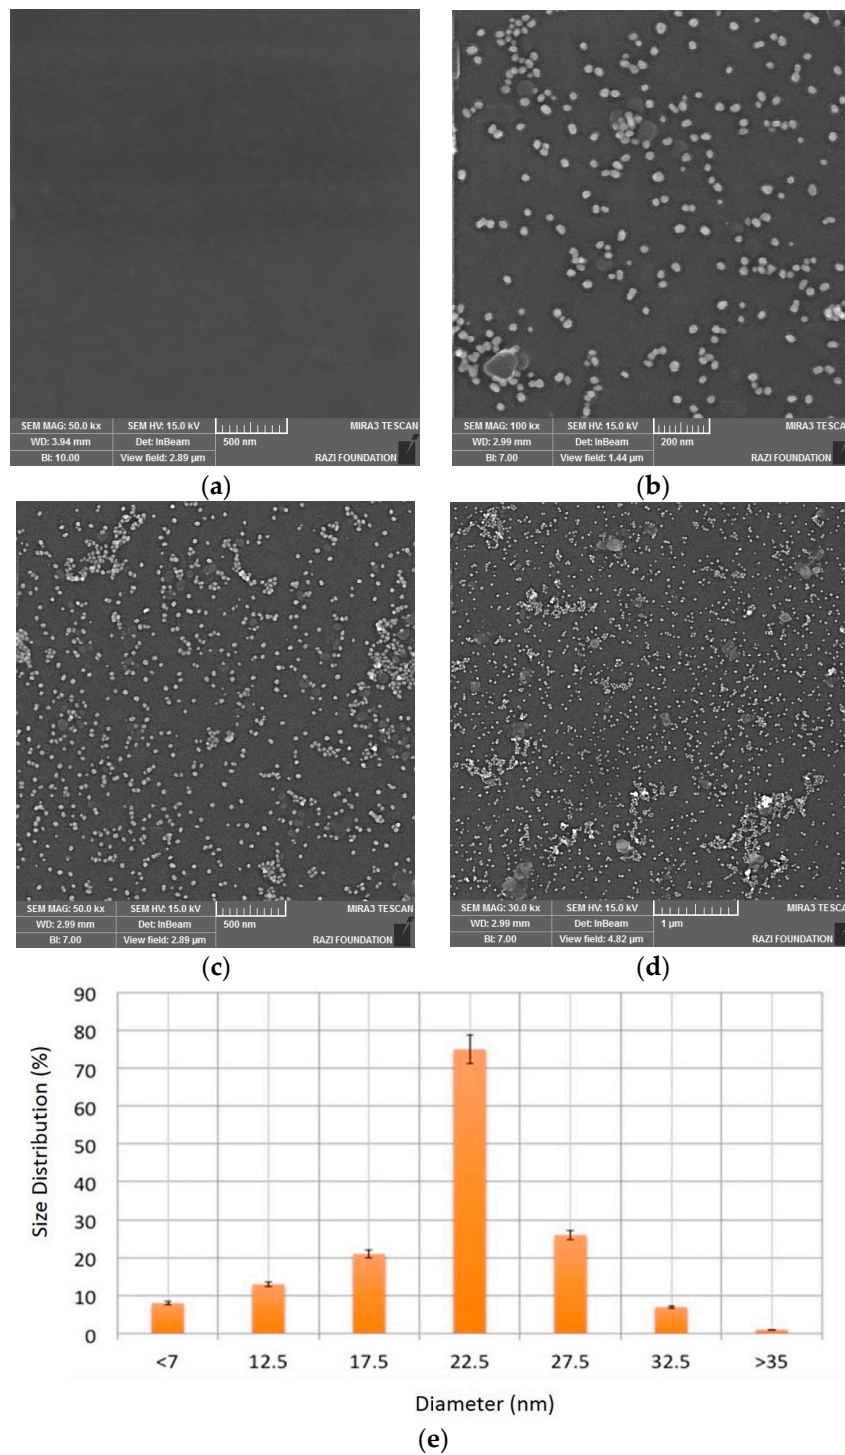 SEM MAG: 50.0 kx SEM HV: 15.0 kV MIRA3 TESCAN
WD: 3.94 mm Det: InBeam 500 nm
BI: 10.00 View field: 2.89 µm RAZI FOUNDATION
(a)
SEM MAG: 100 kx SEM HV: 15.0 kV MIRA3 TESCA
WD: 2.99 mm Det: InBeam 200 nm
BI: 7.00 View field: 1.44 µm RAZI FOUNDATION
(b)
SEM MAG: 50.0 kx SEM HV: 15.0 kV MIRA3 TESCAN
WD: 2.99 mm Det: InBeam 500 nm
BI: 7.00 View field: 2.89 µm RAZI FOUNDATION
(c)
SEM MAG: 30.0 kx SEM HV: 15.0 kV MIRA3 TESCA
WD: 2.99 mm Det: InBeam 1 µm
BI: 7.00 View field: 4.82 µm RAZI FOUNDATION
(d)
Size Distribution (%)
90
80
70
60
50
40
30
20
10
0
<7 12.5 17.5 22.5 27.5 32.5 >35
Diameter (nm)
(e)